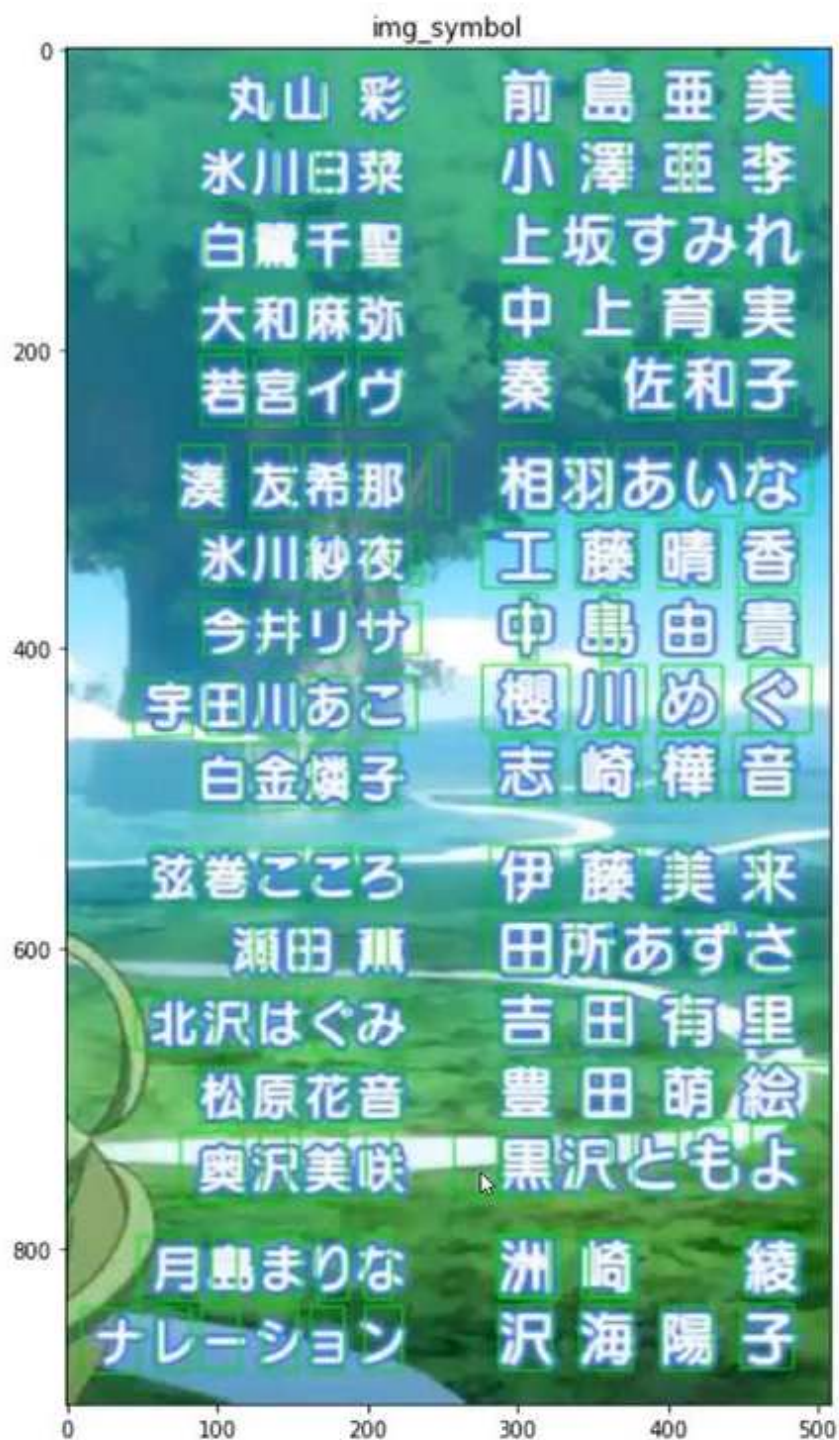 img_symbol
0
丸山 彩 前島亜美
氷川日菜 小澤亜李
白鷺千聖 上坂すみれ
大和麻弥 中上育実
200
若宮イヴ 秦 佐和子
湊 友希那 相羽あいな
氷川紗夜 工藤晴香
今井リサ 中島由貴
400
宇田川あこ 櫻川めぐ
白金燐子 志崎樺音
弦巻こころ 伊藤美来
600
瀬田 薫 田所あずさ
北沢はぐみ 吉田有里
松原花音 豊田萌絵
奥沢美咲 黒沢ともよ
800
月島まりな 洲崎 綾
ナレーション 沢海陽子
0 100 200 300 400 500